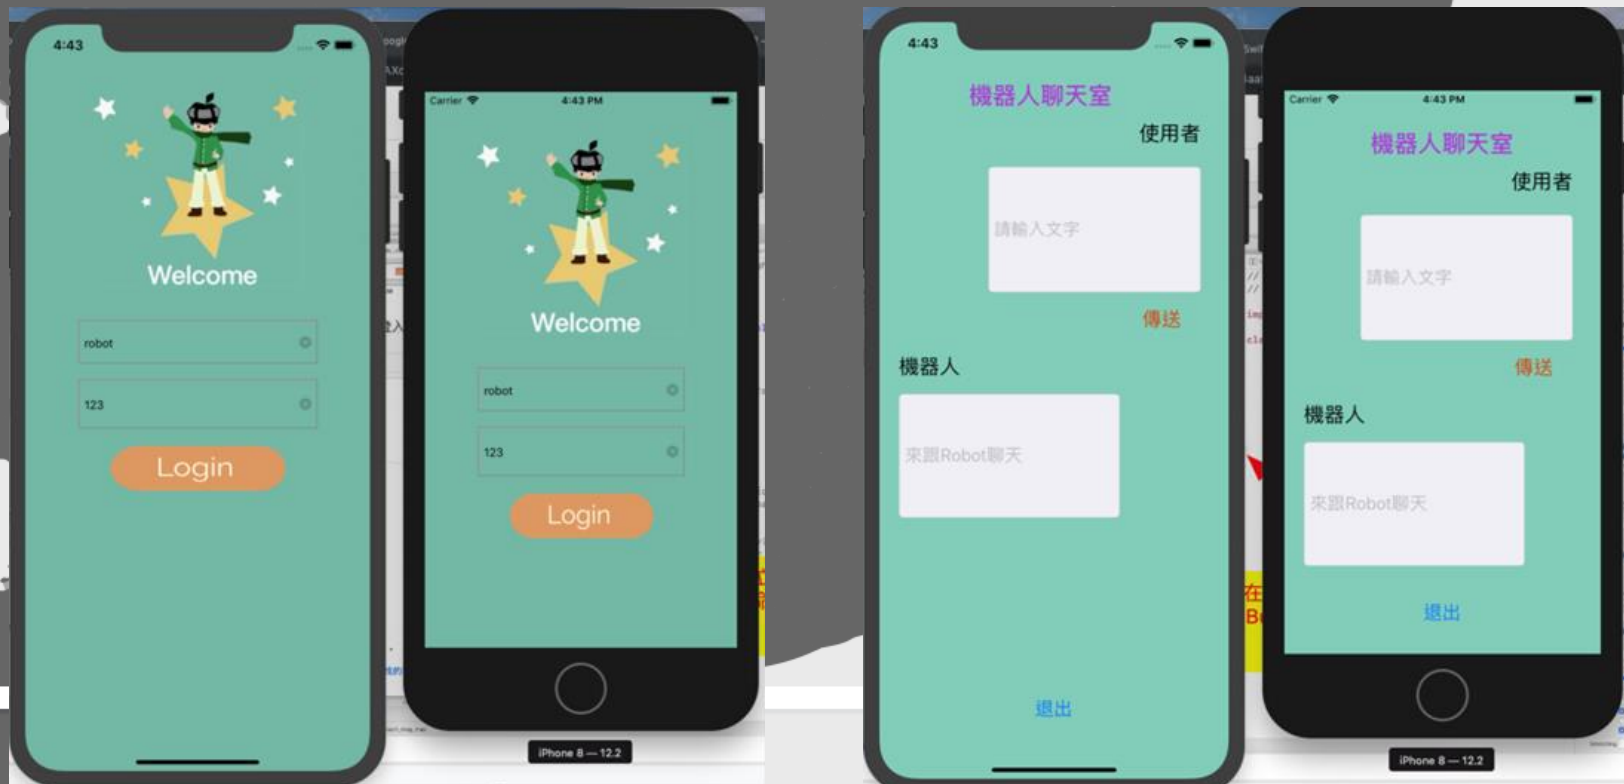 4:43
Welcome
robot
123
Login
Carrier
4:43 PM
Welcome
robot
123
Login
iPhone 8 — 12.2
4:43
機器人聊天室
使用者
請輸入文字
傳送
機器人
來跟Robot聊天
退出
Carrier
4:43 PM
機器人聊天室
使用者
請輸入文字
傳送
機器人
來跟Robot聊天
退出
iPhone 8 — 12.2